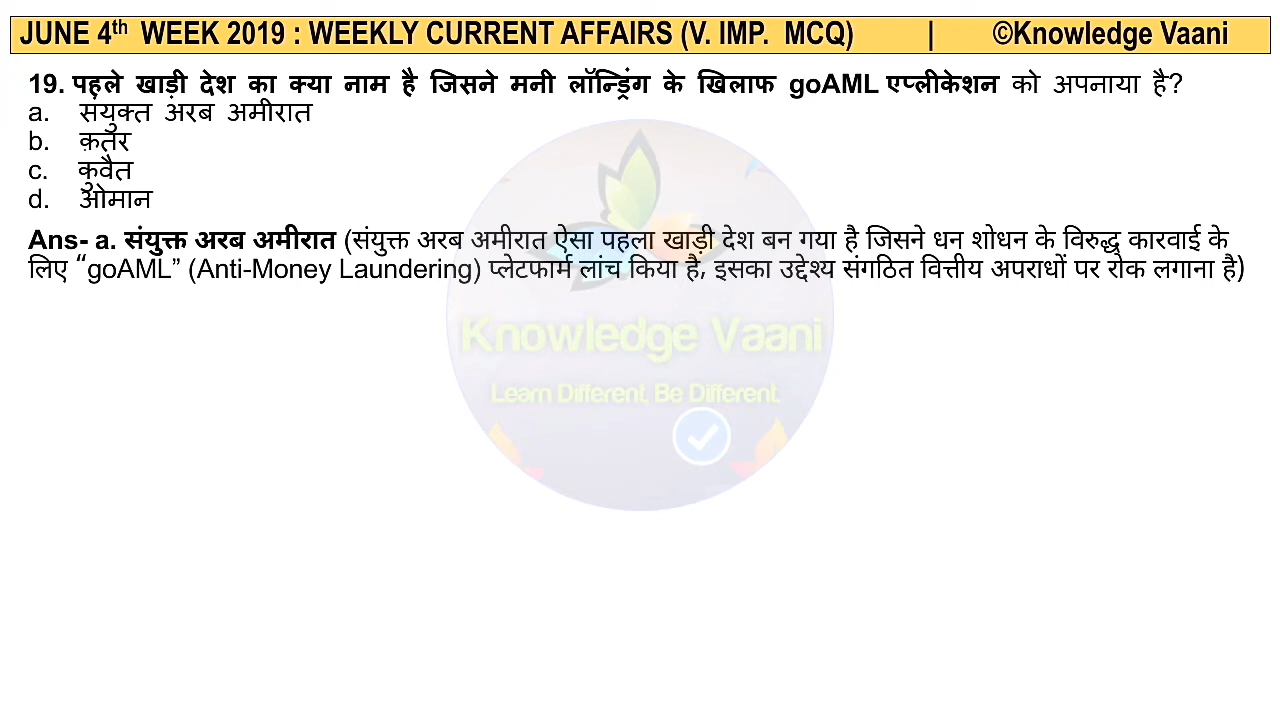 JUNE 4th WEEK 2019 : WEEKLY CURRENT AFFAIRS (V. IMP. MCQ) | ©Knowledge Vaani
19. पहले खाड़ी देश का क्या नाम है जिसने मनी लॉन्ड्रिंग के खिलाफ goAML एप्लीकेशन को अपनाया है?
a. संयुक्त अरब अमीरात
b. क़तर
c. कुवैत
d. ओमान
Ans- a. संयुक्त अरब अमीरात (संयुक्त अरब अमीरात ऐसा पहला खाड़ी देश बन गया है जिसने धन शोधन के विरुद्ध कारवाई के
लिए “goAML” (Anti-Money Laundering) प्लेटफार्म लांच किया है, इसका उद्देश्य संगठित वित्तीय अपराधों पर रोक लगाना है)
Knowledge Vaani
Learn Different, Be Different.